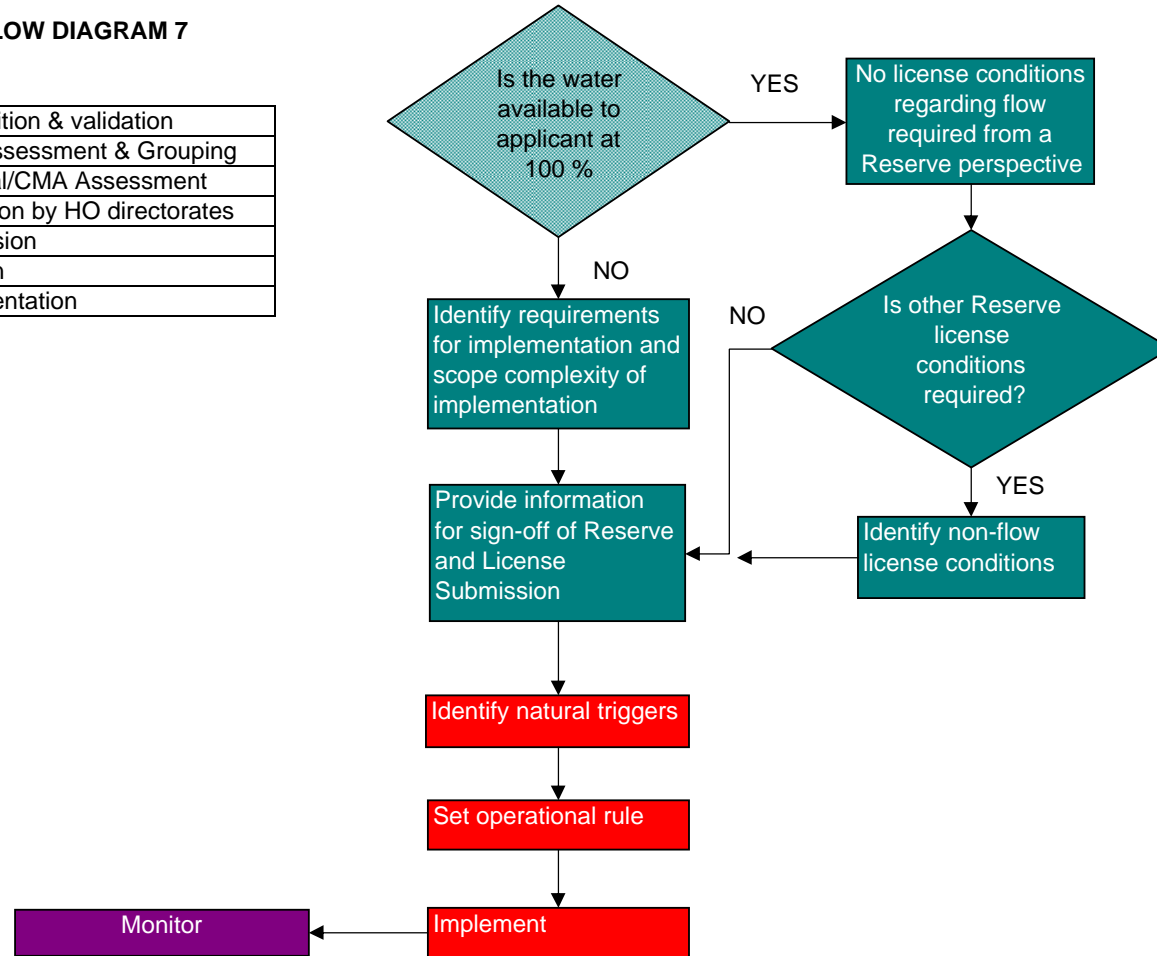 LOW DIAGRAM 7
ition & validation
ssessment & Grouping
al/CMA Assessment
on by HO directorates
sion
n
entation
Is the water
available to
applicant at
100 %
YES
No license conditions
regarding flow
required from a
Reserve perspective
NO
Identify requirements
for implementation and
scope complexity of
implementation
NO
Is other Reserve
license
conditions
required?
YES
Provide information
for sign-off of Reserve
and License
Submission
Identify non-flow
license conditions
Identify natural triggers
Set operational rule
Monitor
Implement